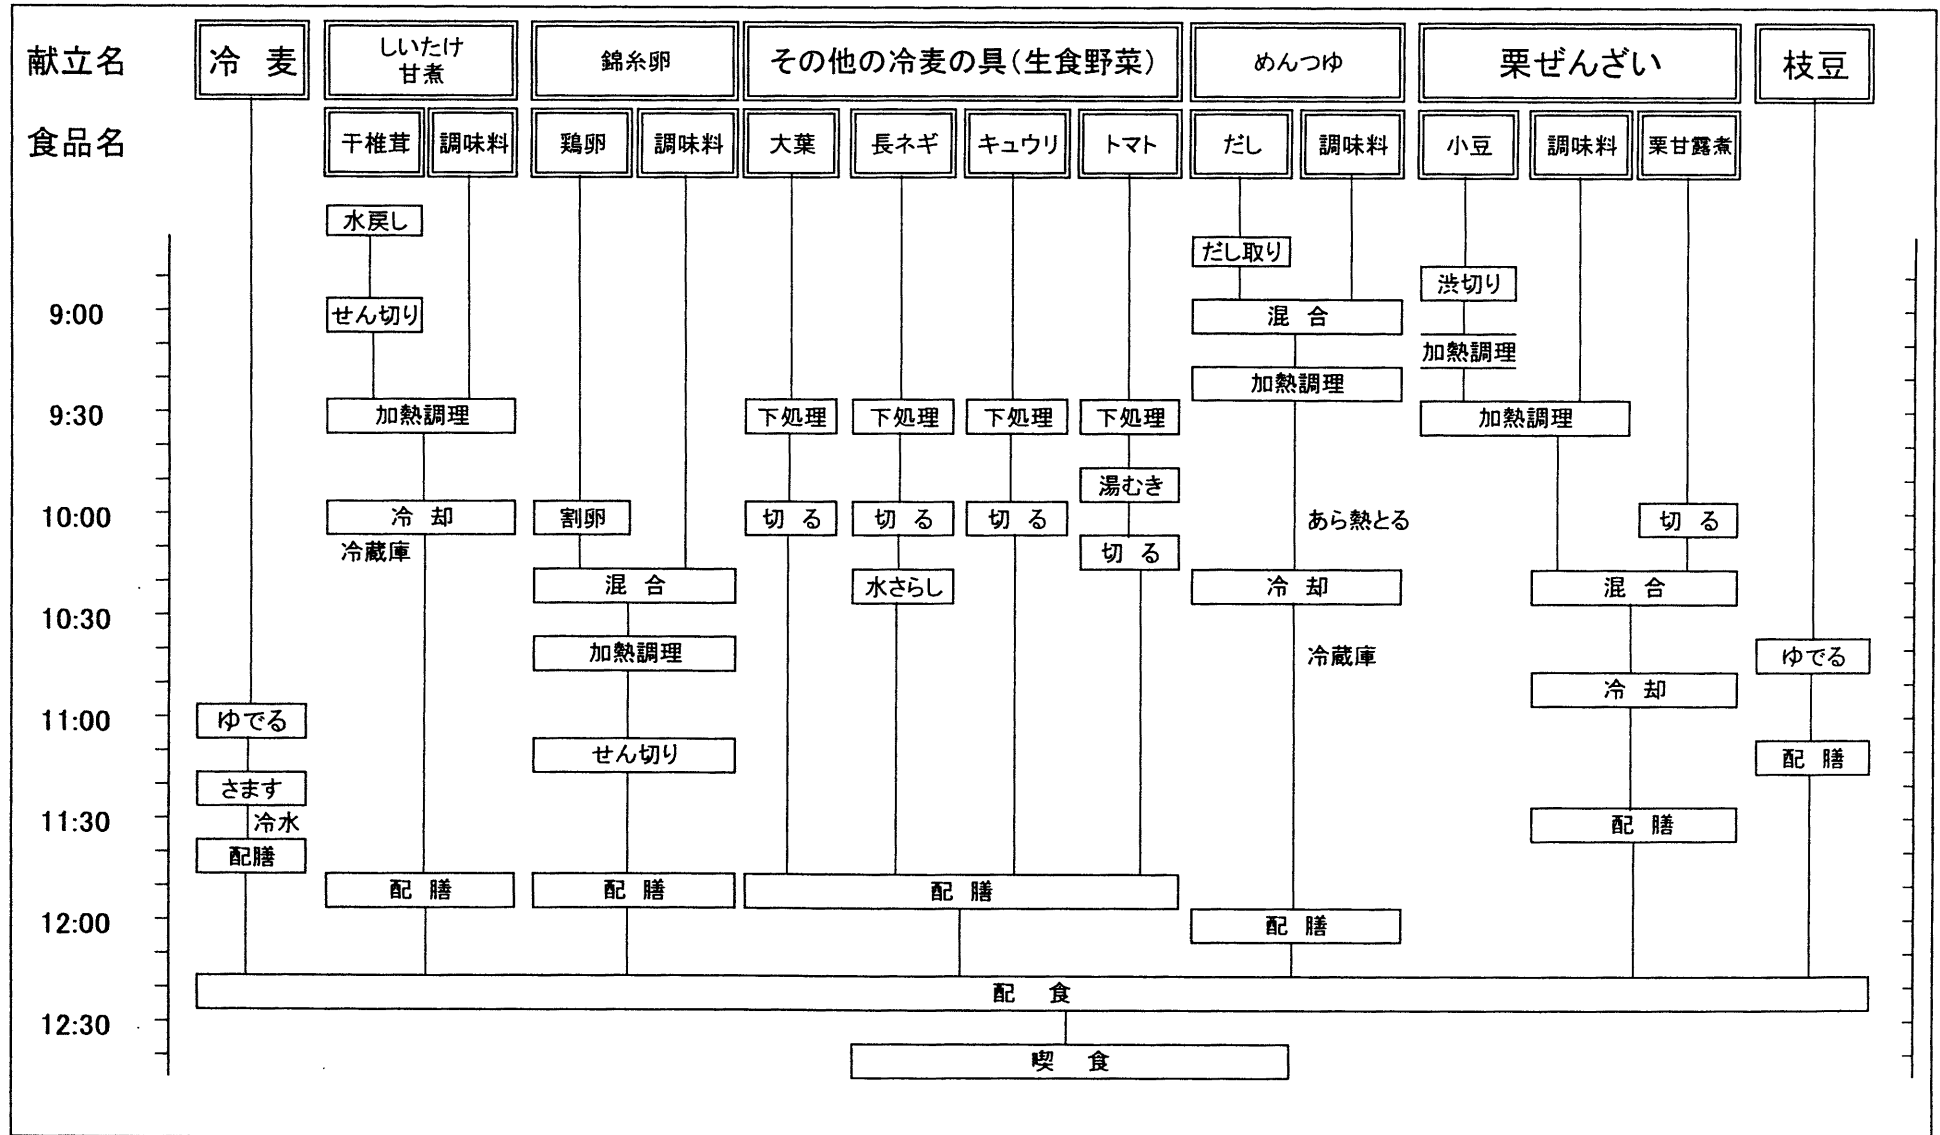 献立名
冷 麦
しいたけ
甘煮
錦糸卵
その他の冷麦の具(生食野菜)
めんつゆ
栗ぜんざい
枝豆
食品名
干椎茸
調味料
鶏卵
調味料
大葉
長ネギ
キュウリ
トマト
だし
調味料
小豆
調味料
栗甘露煮
水戻し
だし取り
渋切り
9:00
せん切り
混 合
加熱調理
加熱調理
9:30
加熱調理
下処理
下処理
下処理
下処理
加熱調理
湯むき
10:00
冷 却
割卵
切 る
切 る
切 る
あら熱とる
切 る
冷蔵庫
切 る
混 合
水さらし
冷 却
混 合
10:30
加熱調理
冷蔵庫
ゆでる
冷 却
11:00
ゆでる
せん切り
配 膳
さます
11:30
冷水
配 膳
配膳
配 膳
配 膳
配 膳
12:00
配 膳
配 食
12:30
喫 食